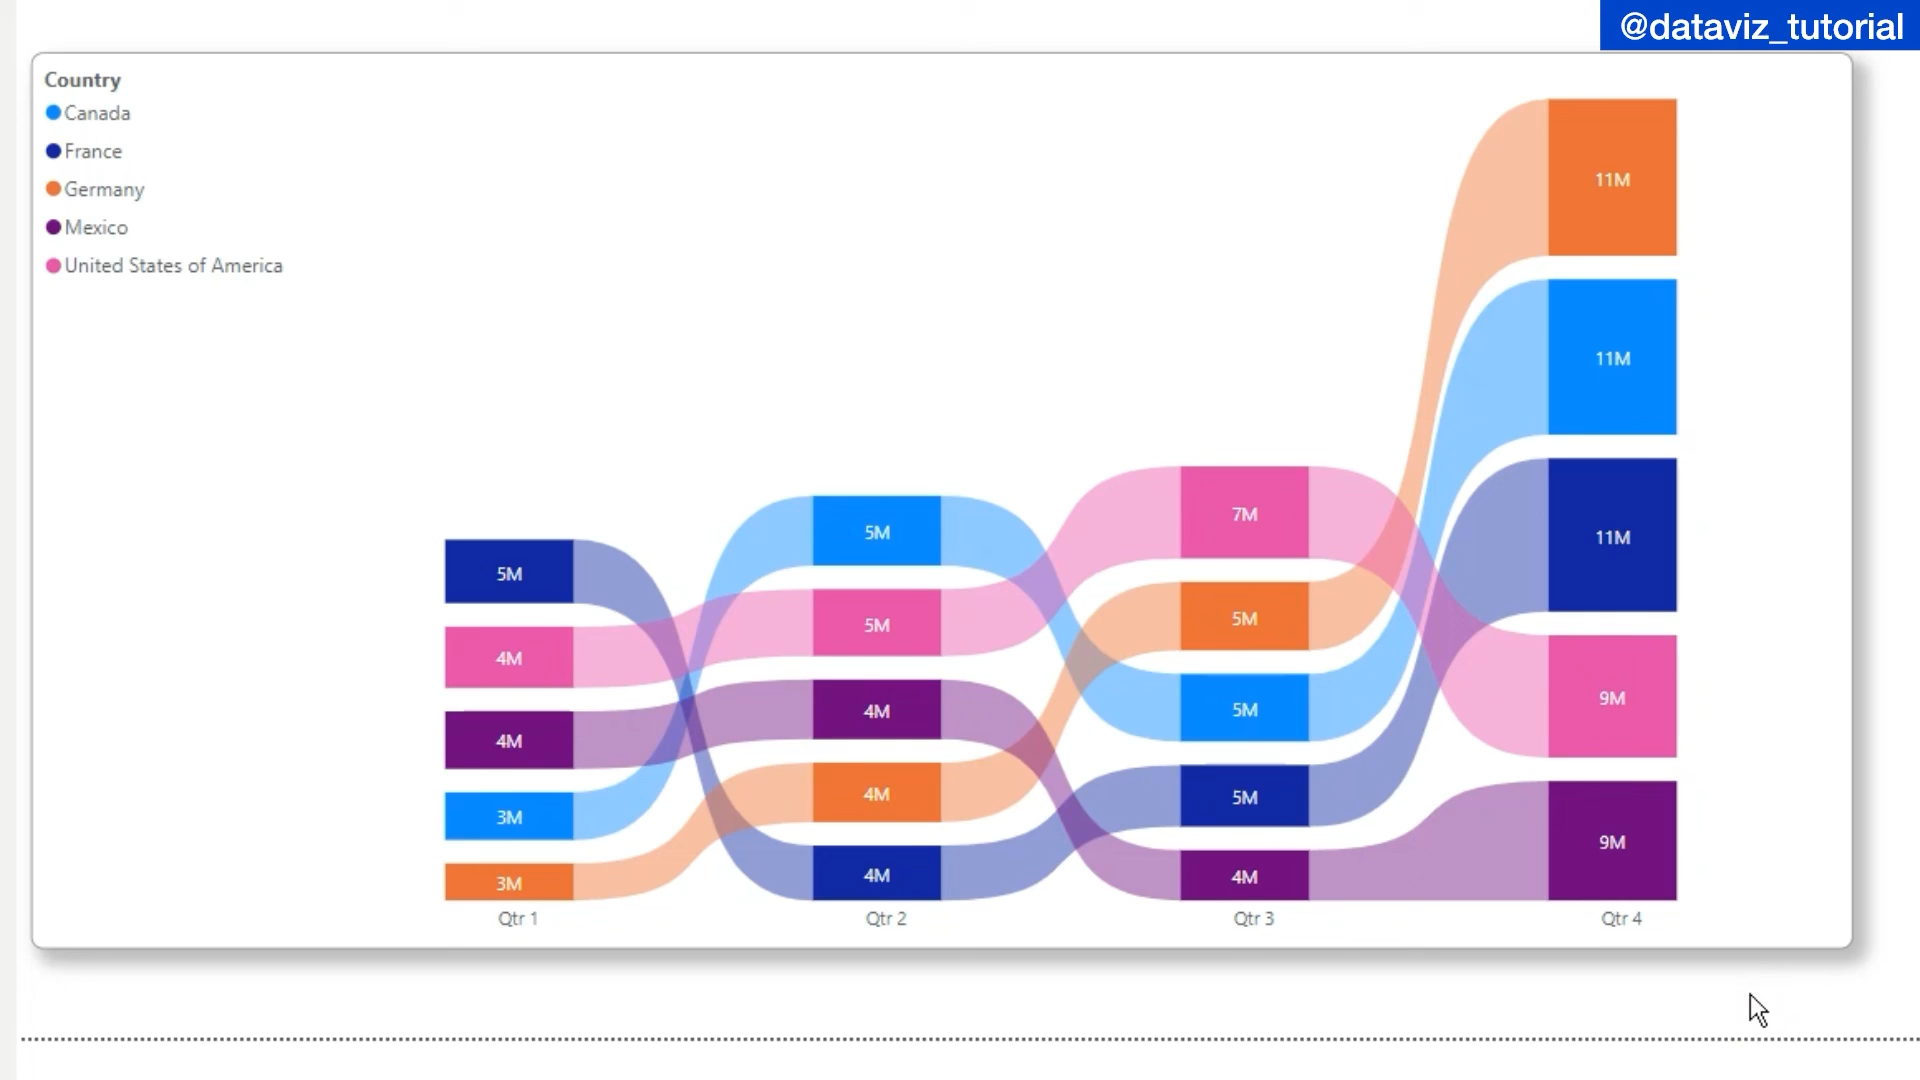 @dataviz_tutorial
Country
Canada
France
Germany
Mexico
United States of America
5M
4M
4M
3M
3M
Qtr 1
5M
5M
4M
4M
4M
Qtr 2
7M
5M
5M
5M
4M
Qtr 3
11M
11M
11M
9M
9M
Qtr 4